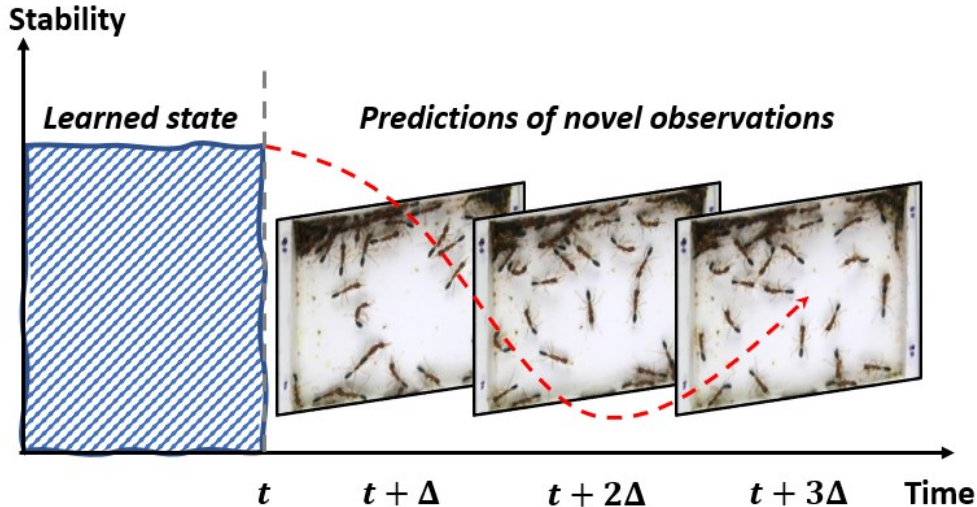 Stability
Learned state
Predictions of novel observations
t
t + Δ
t + 2Δ
t + 3Δ
Time